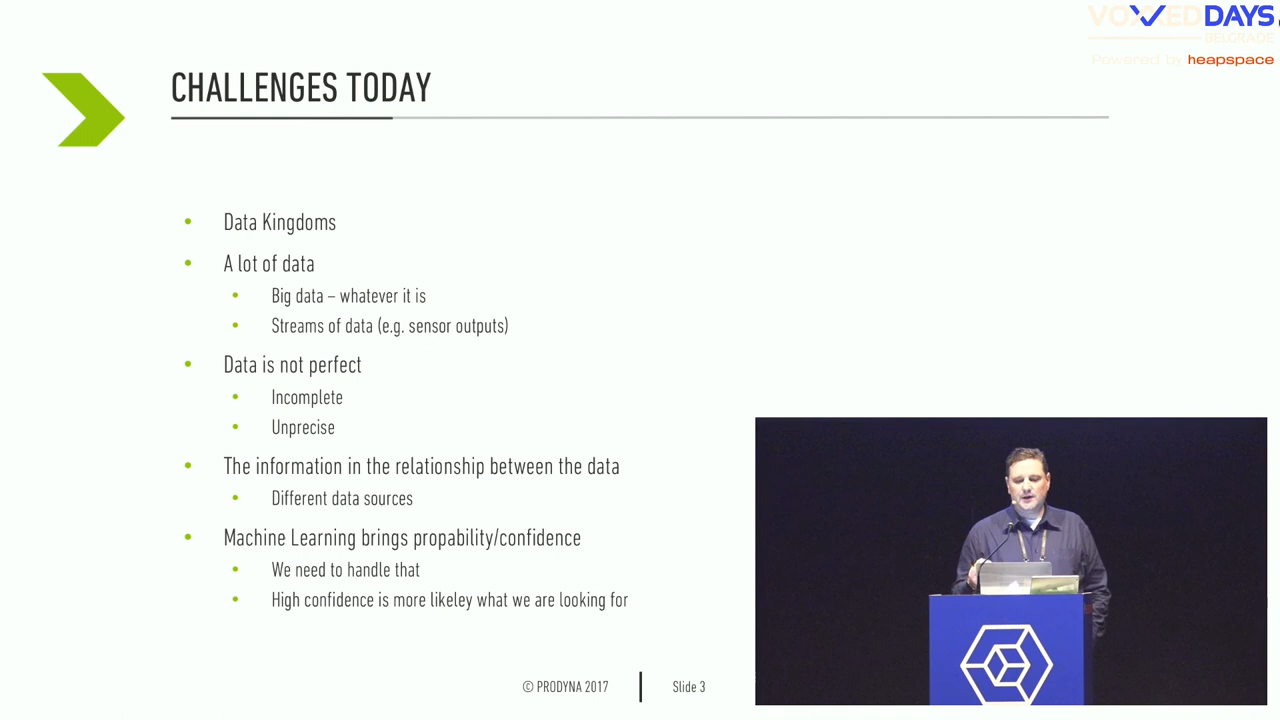 VOXXEDDAYS
BELGRADE
Powered by heapspace
CHALLENGES TODAY
• Data Kingdoms
• A lot of data
• Big data – whatever it is
• Streams of data (e.g. sensor outputs)
• Data is not perfect
• Incomplete
• Unprecise
• The information in the relationship between the data
• Different data sources
• Machine Learning brings propability/confidence
• We need to handle that
• High confidence is more likeley what we are looking for
© PRODYNA 2017
Slide 3